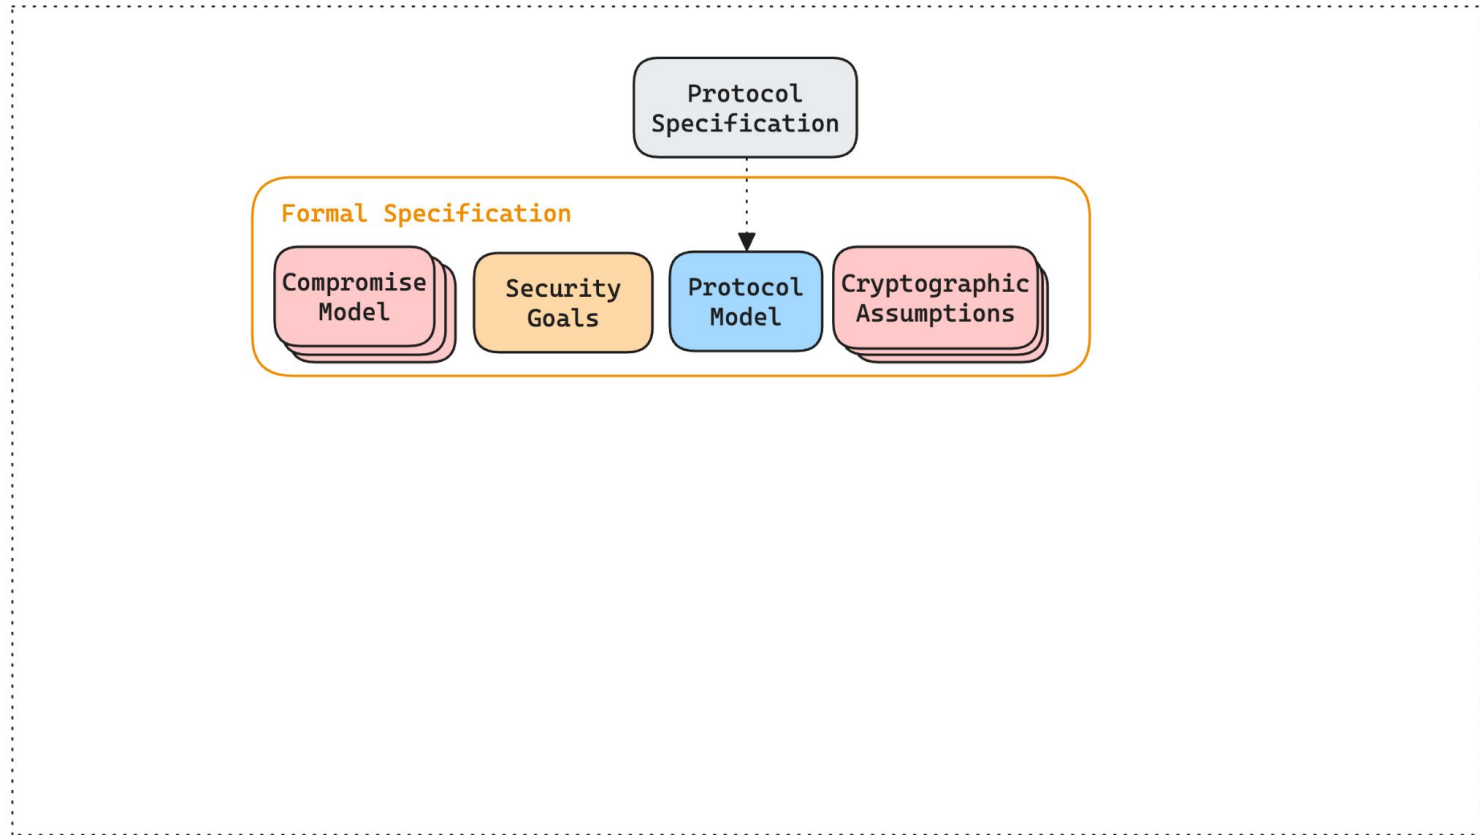 Protocol
Specification
Formal Specification
Compromise
Model
Security
Goals
Protocol
Model
Cryptographic
Assumptions